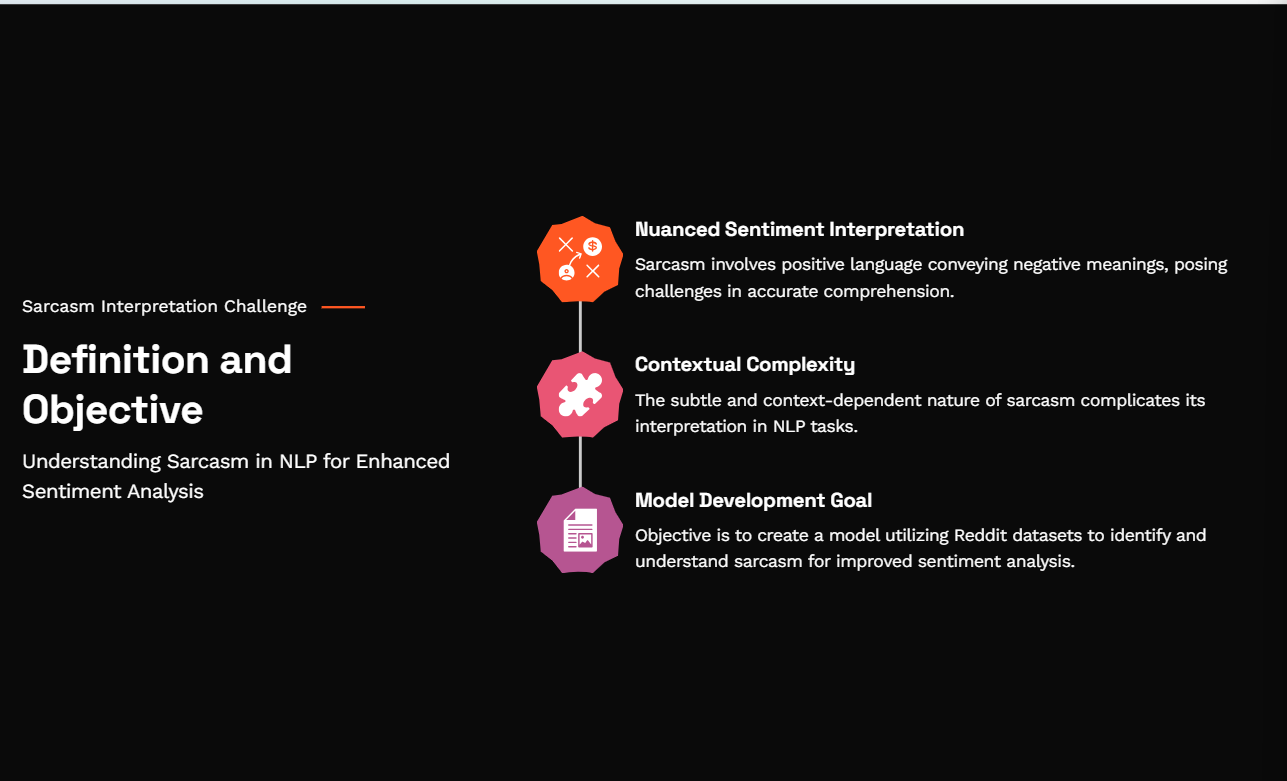 Sarcasm Interpretation Challenge
Definition and
Objective
Understanding Sarcasm in NLP for Enhanced
Sentiment Analysis
Nuanced Sentiment Interpretation
Sarcasm involves positive language conveying negative meanings, posing
challenges in accurate comprehension.
Contextual Complexity
The subtle and context-dependent nature of sarcasm complicates its
interpretation in NLP tasks.
Model Development Goal
Objective is to create a model utilizing Reddit datasets to identify and
understand sarcasm for improved sentiment analysis.